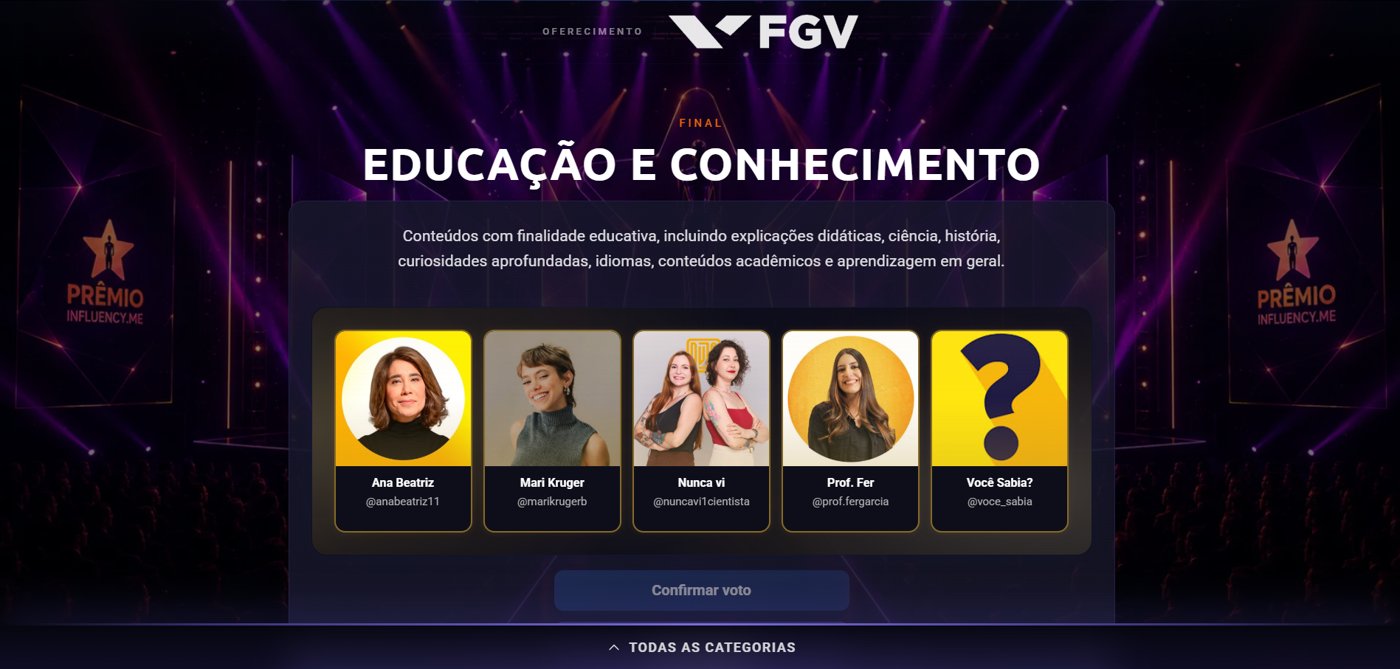 OFERECIMENTO FGV
FINAL
EDUCAÇÃO E CONHECIMENTO
Conteúdos com finalidade educativa, incluindo explicações didáticas, ciência, história,
curiosidades aprofundadas, idiomas, conteúdos acadêmicos e aprendizagem em geral.
PRÊMIO
INFLUENCY.ME
PRÊMIO
INFLUENCY.ME
?
Ana Beatriz
@anabeatriz11
Mari Kruger
@marikrugerb
Nunca vi
@nuncavi1cientista
Prof. Fer
@prof.fergarcia
Você Sabia?
@voce_sabia
Confirmar voto
TODAS AS CATEGORIAS